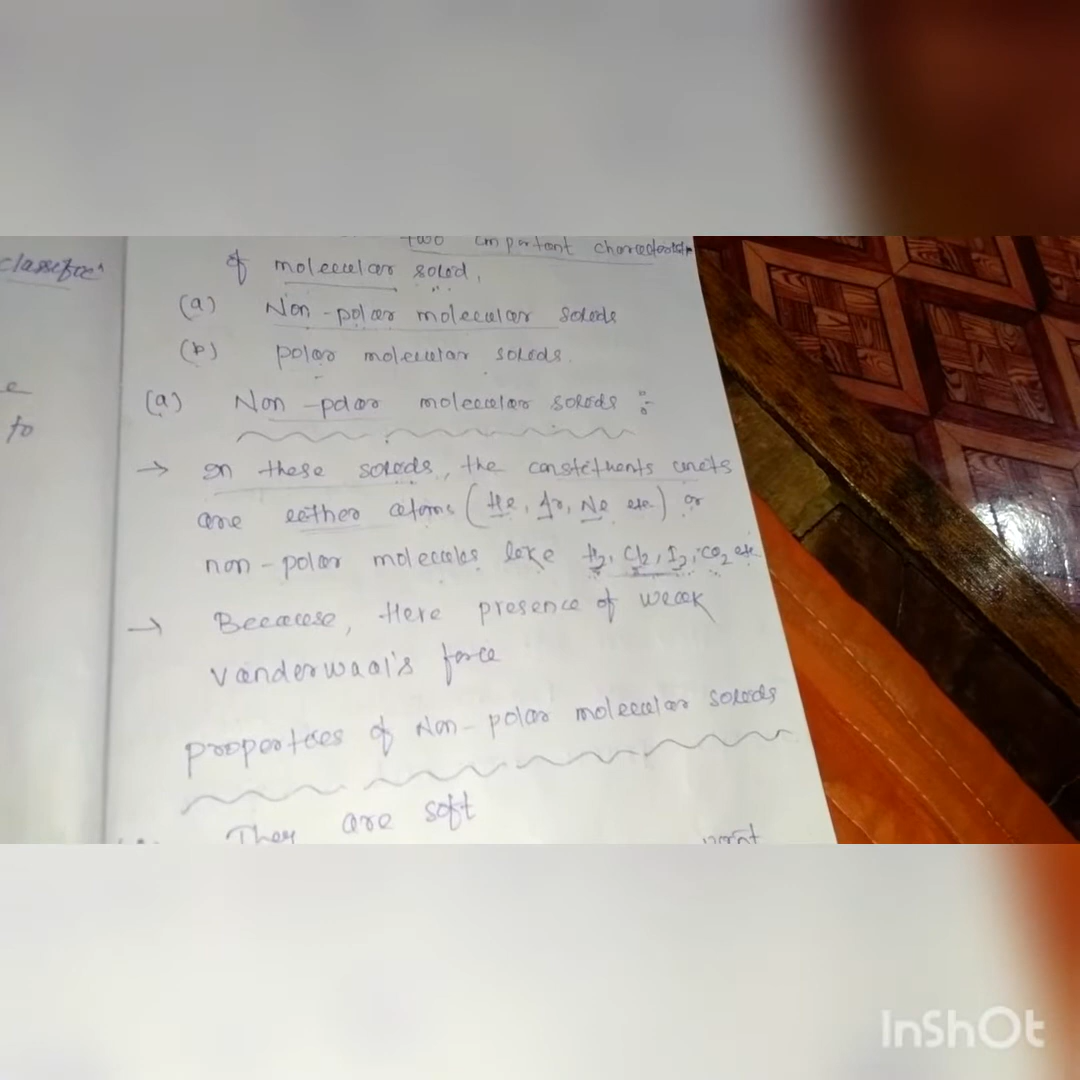 classific^n
e
to
two important characterstr
of molecular solid,
(a) Non-polar molecular solids
(b) polar molecular solids.
(a) Non-polar molecular solids :-
→ In these solids, the constituents units
are either atoms (He, Ar, Ne etc.) or
non-polar molecules like H2, Cl2, I2, CO2 etc
→ Because, Here presence of weak
vanderwaal's force
properties of Non-polar molecular solids
They are soft
point
InShOt